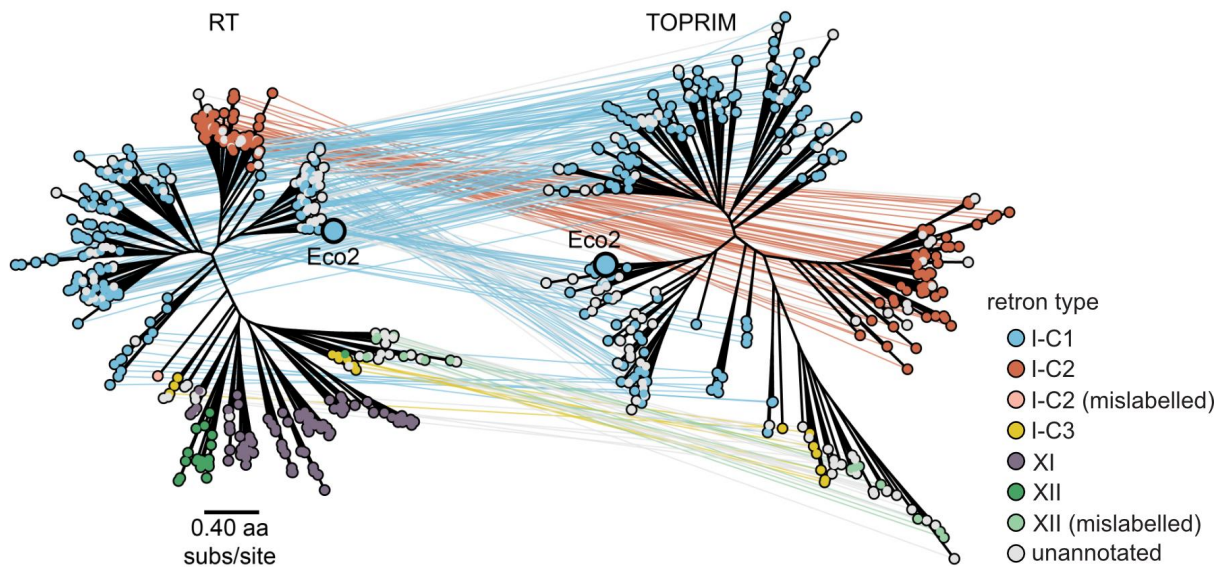 RT
TOPRIM
Eco2
Eco2
0.40 aa
subs/site
retron type
I-C1
I-C2
I-C2 (mislabelled)
I-C3
XI
XII
XII (mislabelled)
unannotated